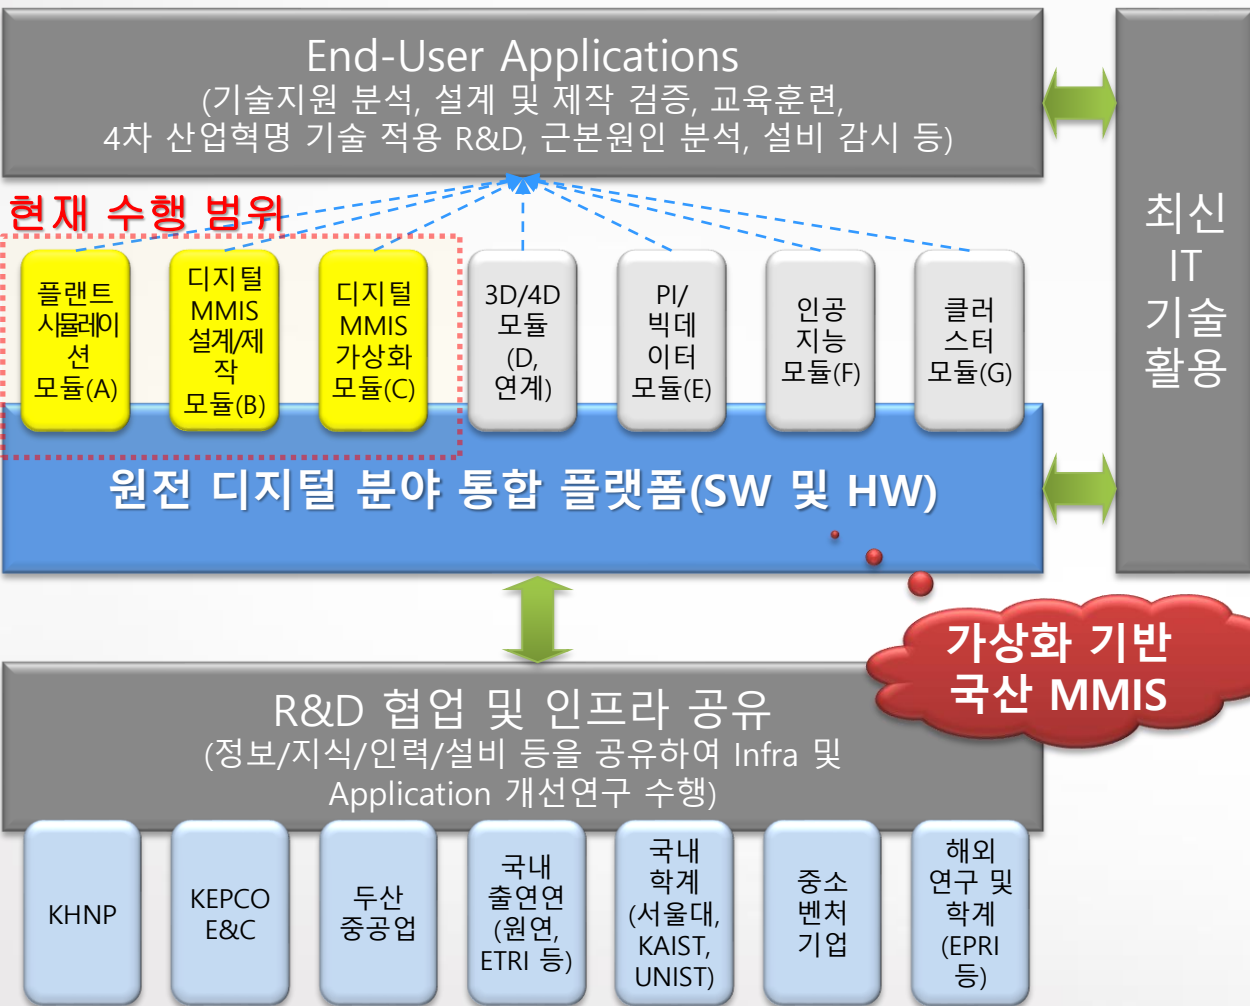 End-User Applications
(기술지원 분석, 설계 및 제작 검증, 교육훈련,
4차 산업혁명 기술 적용 R&D, 근본원인 분석, 설비 감시 등)
최신
IT
기술
활용
현재 수행 범위
플랜트
시뮬레이
션
모듈(A)
디지털
MMIS
설계/제
작
모듈(B)
디지털
MMIS
가상화
모듈(C)
3D/4D
모듈
(D,
연계)
PI/
빅데
이터
모듈(E)
인공
지능
모듈(F)
클러
스터
모듈(G)
원전 디지털 분야 통합 플랫폼(SW 및 HW)
가상화 기반
국산 MMIS
R&D 협업 및 인프라 공유
(정보/지식/인력/설비 등을 공유하여 Infra 및
Application 개선연구 수행)
KHNP
KEPCO
E&C
두산
중공업
국내
출연연
(원연,
ETRI 등)
국내
학계
(서울대,
KAIST,
UNIST)
중소
벤처
기업
해외
연구 및
학계
(EPRI
등)